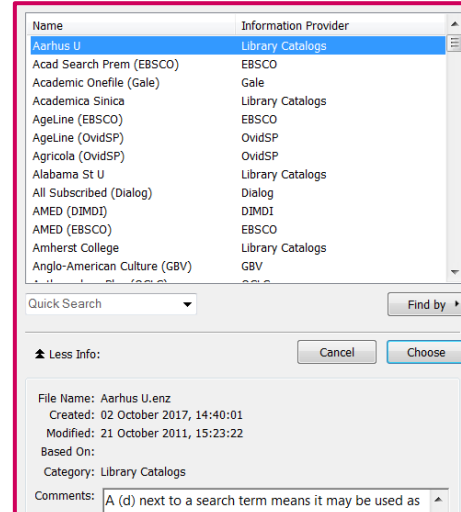 Name Information Provider
Aarhus U Library Catalogs
Acad Search Prem (EBSCO) EBSCO
Academic Onefile (Gale) Gale
Academica Sinica Library Catalogs
AgeLine (EBSCO) EBSCO
AgeLine (OvidSP) OvidSP
Agricola (OvidSP) OvidSP
Alabama St U Library Catalogs
All Subscribed (Dialog) Dialog
AMED (DIMDI) DIMDI
AMED (EBSCO) EBSCO
Amherst College Library Catalogs
Anglo-American Culture (GBV) GBV
Quick Search Find by
Less Info: Cancel Choose
File Name: Aarhus U.enz
Created: 02 October 2017, 14:40:01
Modified: 21 October 2011, 15:23:22
Based On:
Category: Library Catalogs
Comments: A (d) next to a search term means it may be used as